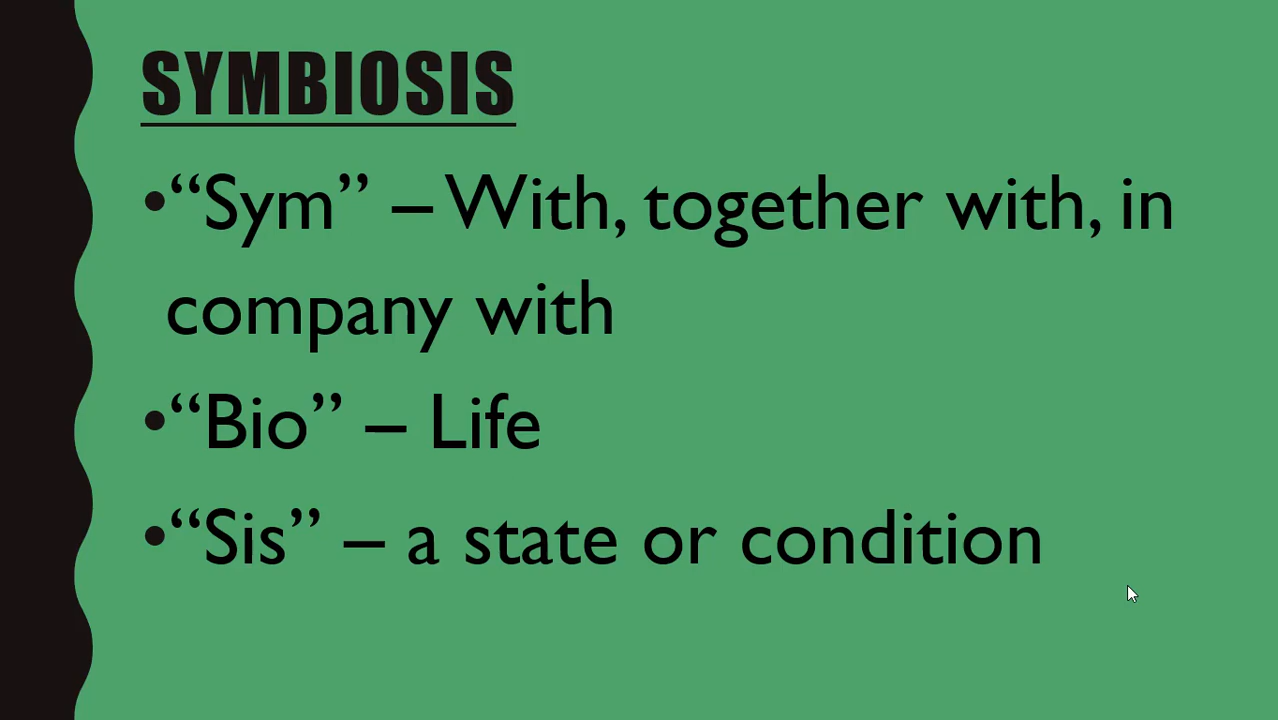 SYMBIOSIS
•“Sym” – With, together with, in
company with
•“Bio” – Life
•“Sis” – a state or condition